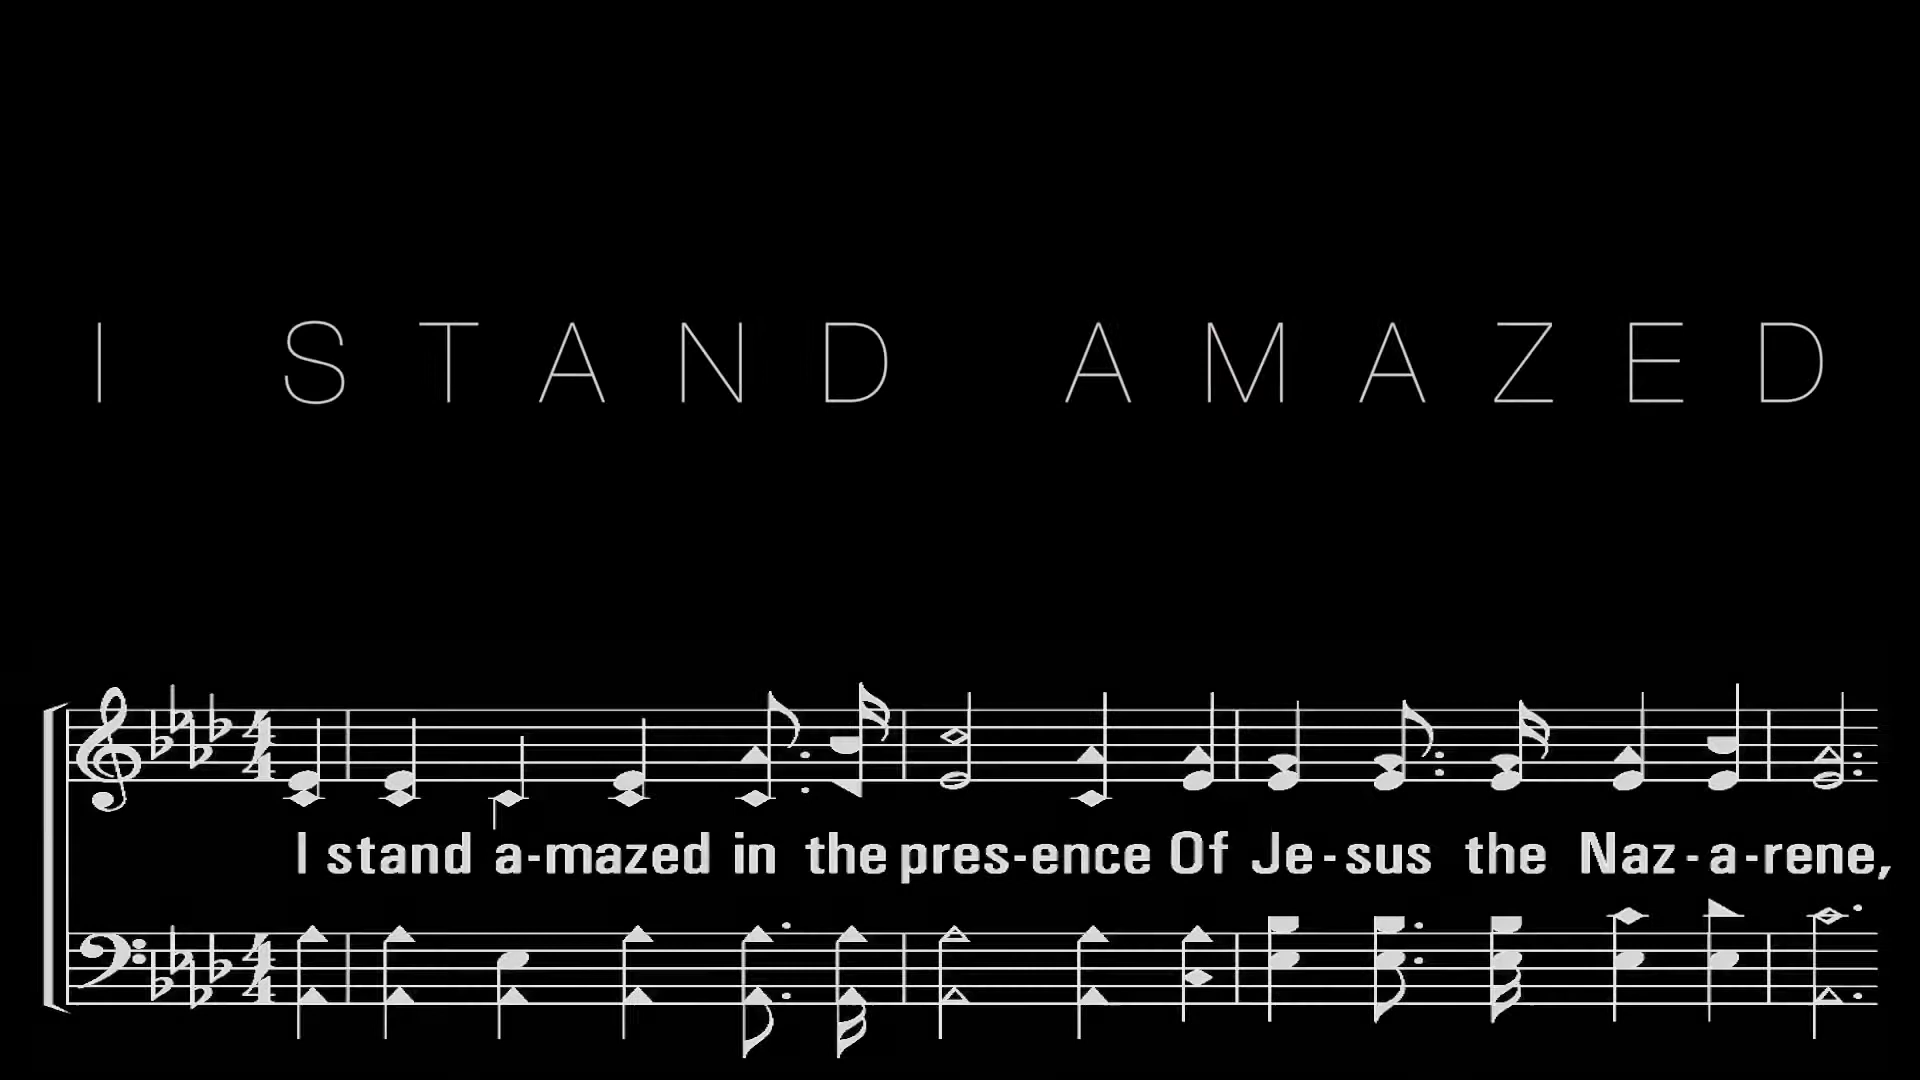 I STAND AMAZED
I stand a-mazed in the pres-ence Of Je-sus the Naz-a-rene,